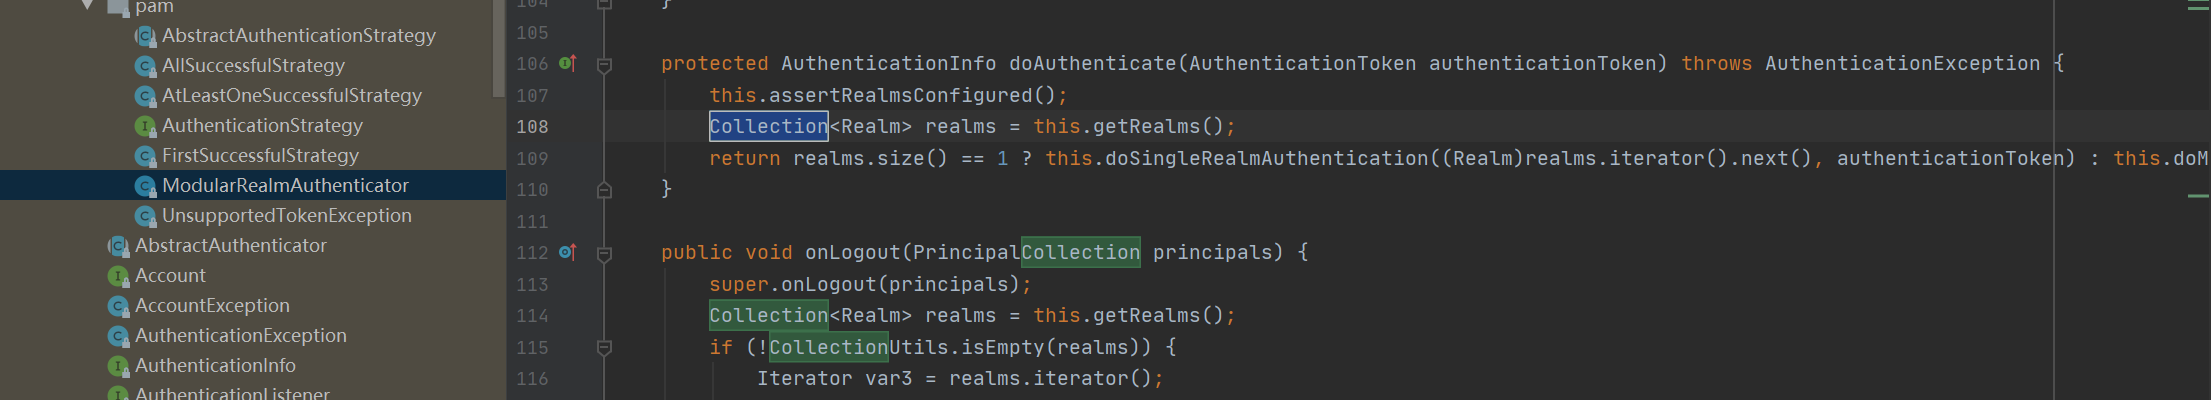 pam
AbstractAuthenticationStrategy
AllSuccessfulStrategy
AtLeastOneSuccessfulStrategy
AuthenticationStrategy
FirstSuccessfulStrategy
ModularRealmAuthenticator
UnsupportedTokenException
AbstractAuthenticator
Account
AccountException
AuthenticationException
AuthenticationInfo
AuthenticationListener
104 }
105
106 protected AuthenticationInfo doAuthenticate(AuthenticationToken authenticationToken) throws AuthenticationException {
107 this.assertRealmsConfigured();
108 Collection<Realm> realms = this.getRealms();
109 return realms.size() == 1 ? this.doSingleRealmAuthentication((Realm)realms.iterator().next(), authenticationToken) : this.doM
110 }
111
112 public void onLogout(PrincipalCollection principals) {
113 super.onLogout(principals);
114 Collection<Realm> realms = this.getRealms();
115 if (!CollectionUtils.isEmpty(realms)) {
116 Iterator var3 = realms.iterator();